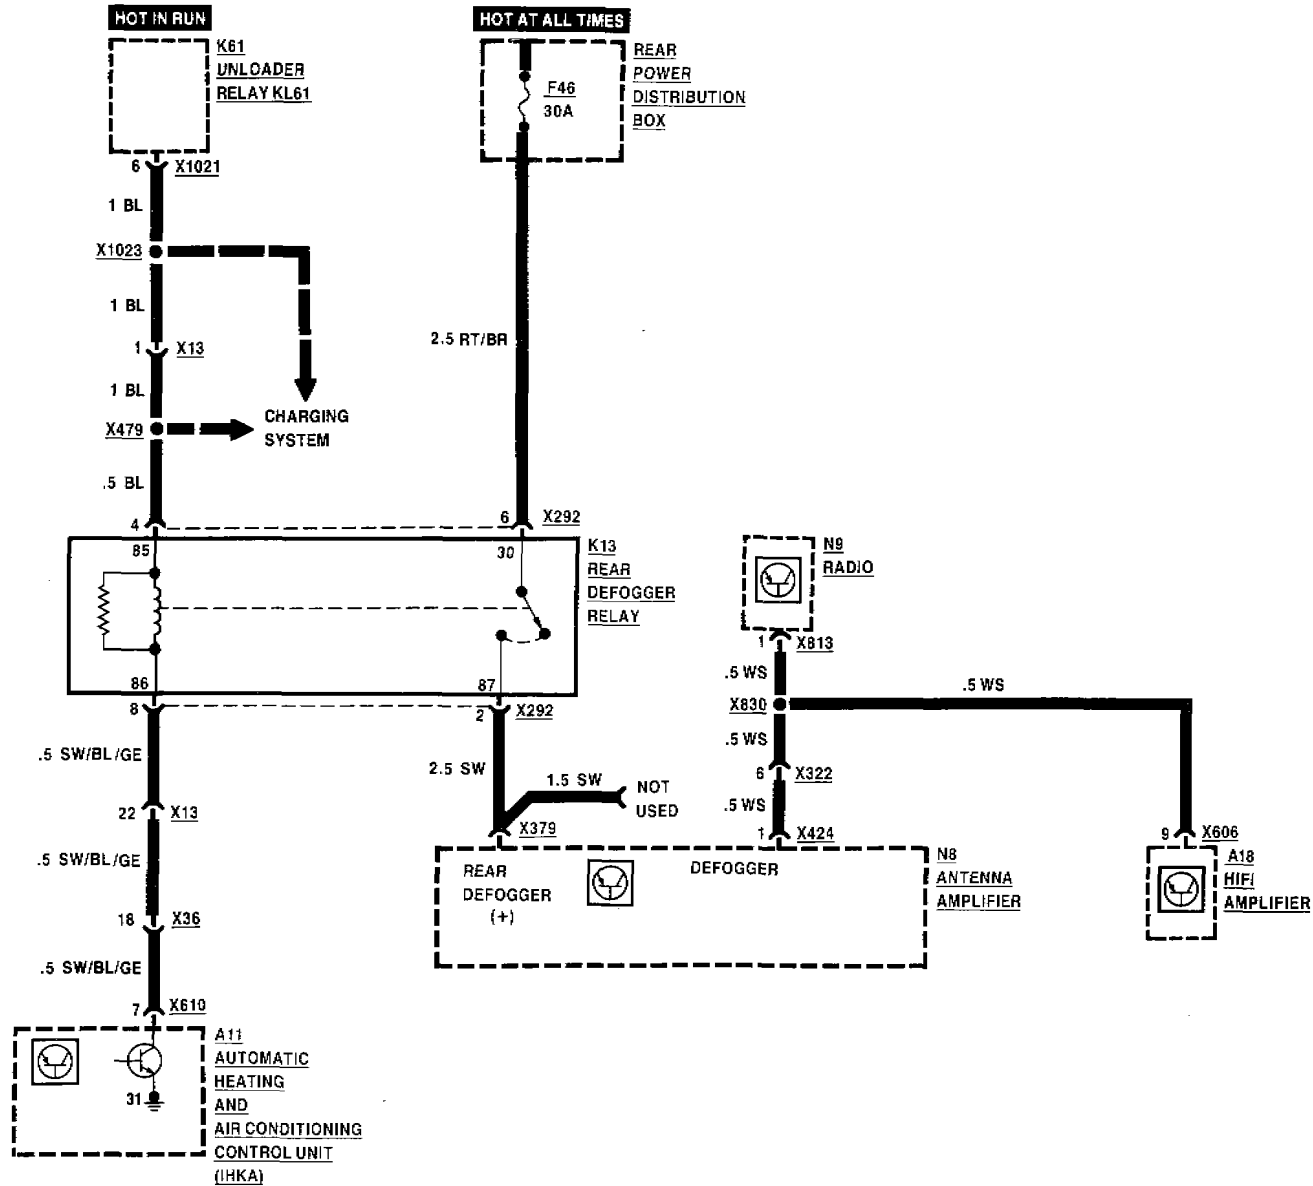 HOT IN RUN
HOT AT ALL TIMES
K61
UNLOADER
RELAY KL61
F46
30A
REAR
POWER
DISTRIBUTION
BOX
6 X1021
1 BL
X1023
1 BL
1 X13
1 BL
X479
CHARGING
SYSTEM
.5 BL
2.5 RT/BR
4
6 X292
85
30
K13
REAR
DEFOGGER
RELAY
86
87
8
2 X292
N9
RADIO
1 X813
.5 WS
X830
.5 WS
.5 WS
6 X322
.5 WS
1 X424
9 X606
.5 SW/BL/GE
2.5 SW
1.5 SW
NOT
USED
X379
22 X13
REAR
DEFOGGER
(+)
DEFOGGER
N8
ANTENNA
AMPLIFIER
A18
HIFI
AMPLIFIER
.5 SW/BL/GE
18 X36
.5 SW/BL/GE
7 X610
31
A11
AUTOMATIC
HEATING
AND
AIR CONDITIONING
CONTROL UNIT
(IHKA)